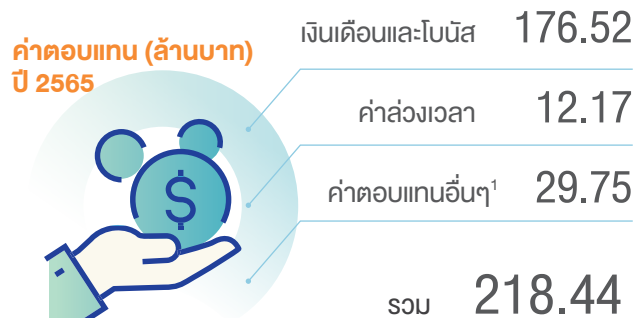 ค่าตอบแทน (ล้านบาท)
ปี 2565
เงินเดือนและโบนัส 176.52
ค่าล่วงเวลา 12.17
ค่าตอบแทนอื่นๆ¹ 29.75
$
รวม 218.44